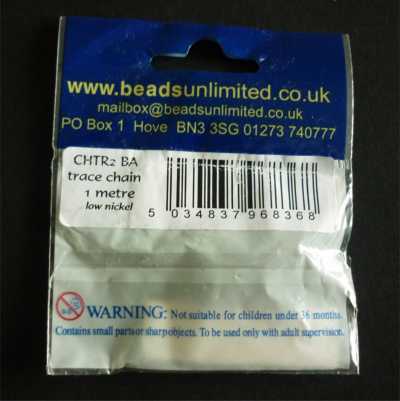 www.beadsunlimited.co.uk
mailbox@beadsunlimited.co.uk
PO Box 1 Hove BN3 3SG 01273 740777
CHTR2 BA
trace chain
1 metre
low nickel
5 034837 968368
WARNING: Not suitable for children under 36 months.
Contains small parts or sharp objects. To be used only with adult supervision.